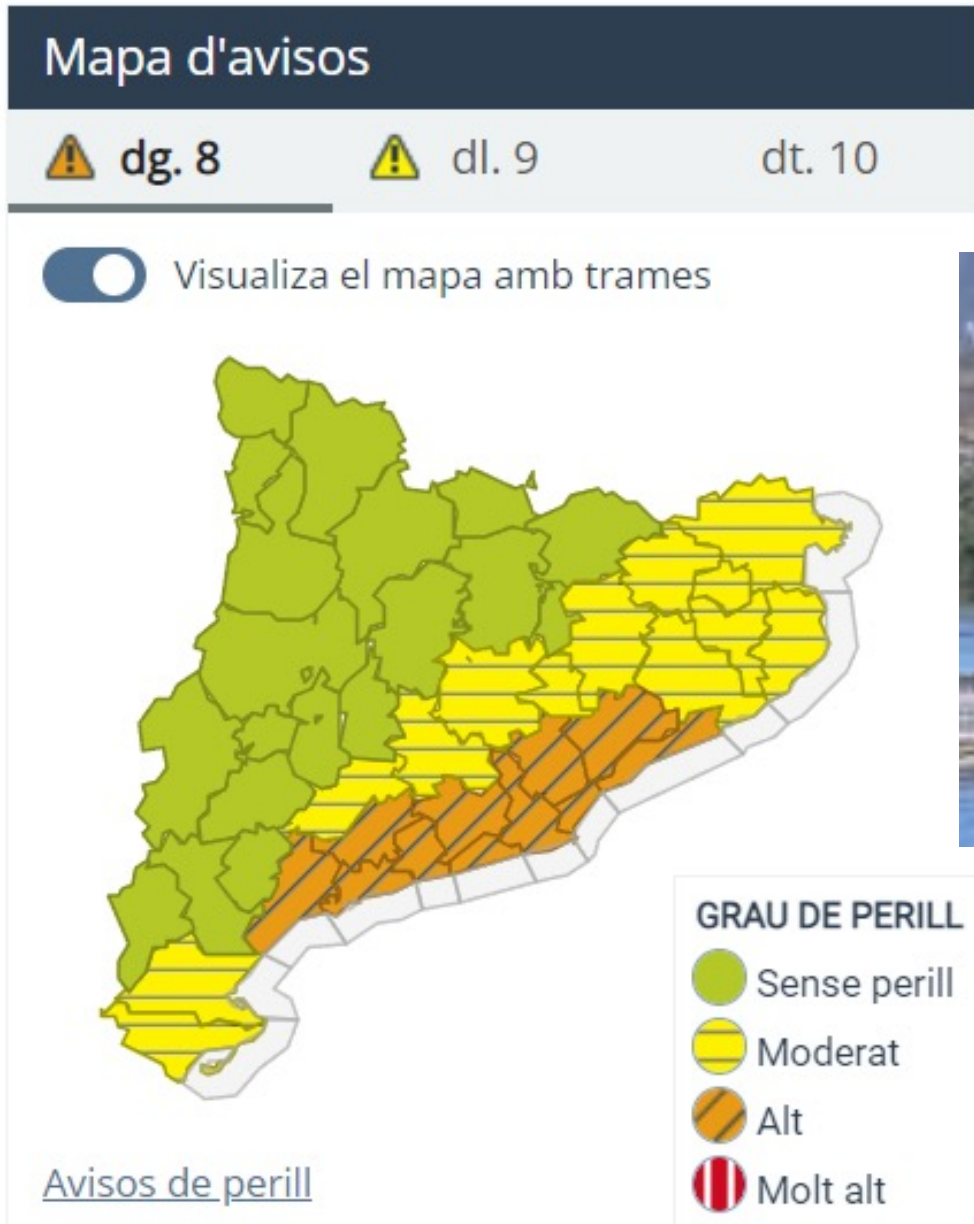 Mapa d'avisos
dg. 8
dl. 9
dt. 10
Visualiza el mapa amb trames
GRAU DE PERILL
Sense perill
Moderat
Alt
Molt alt
Avisos de perill